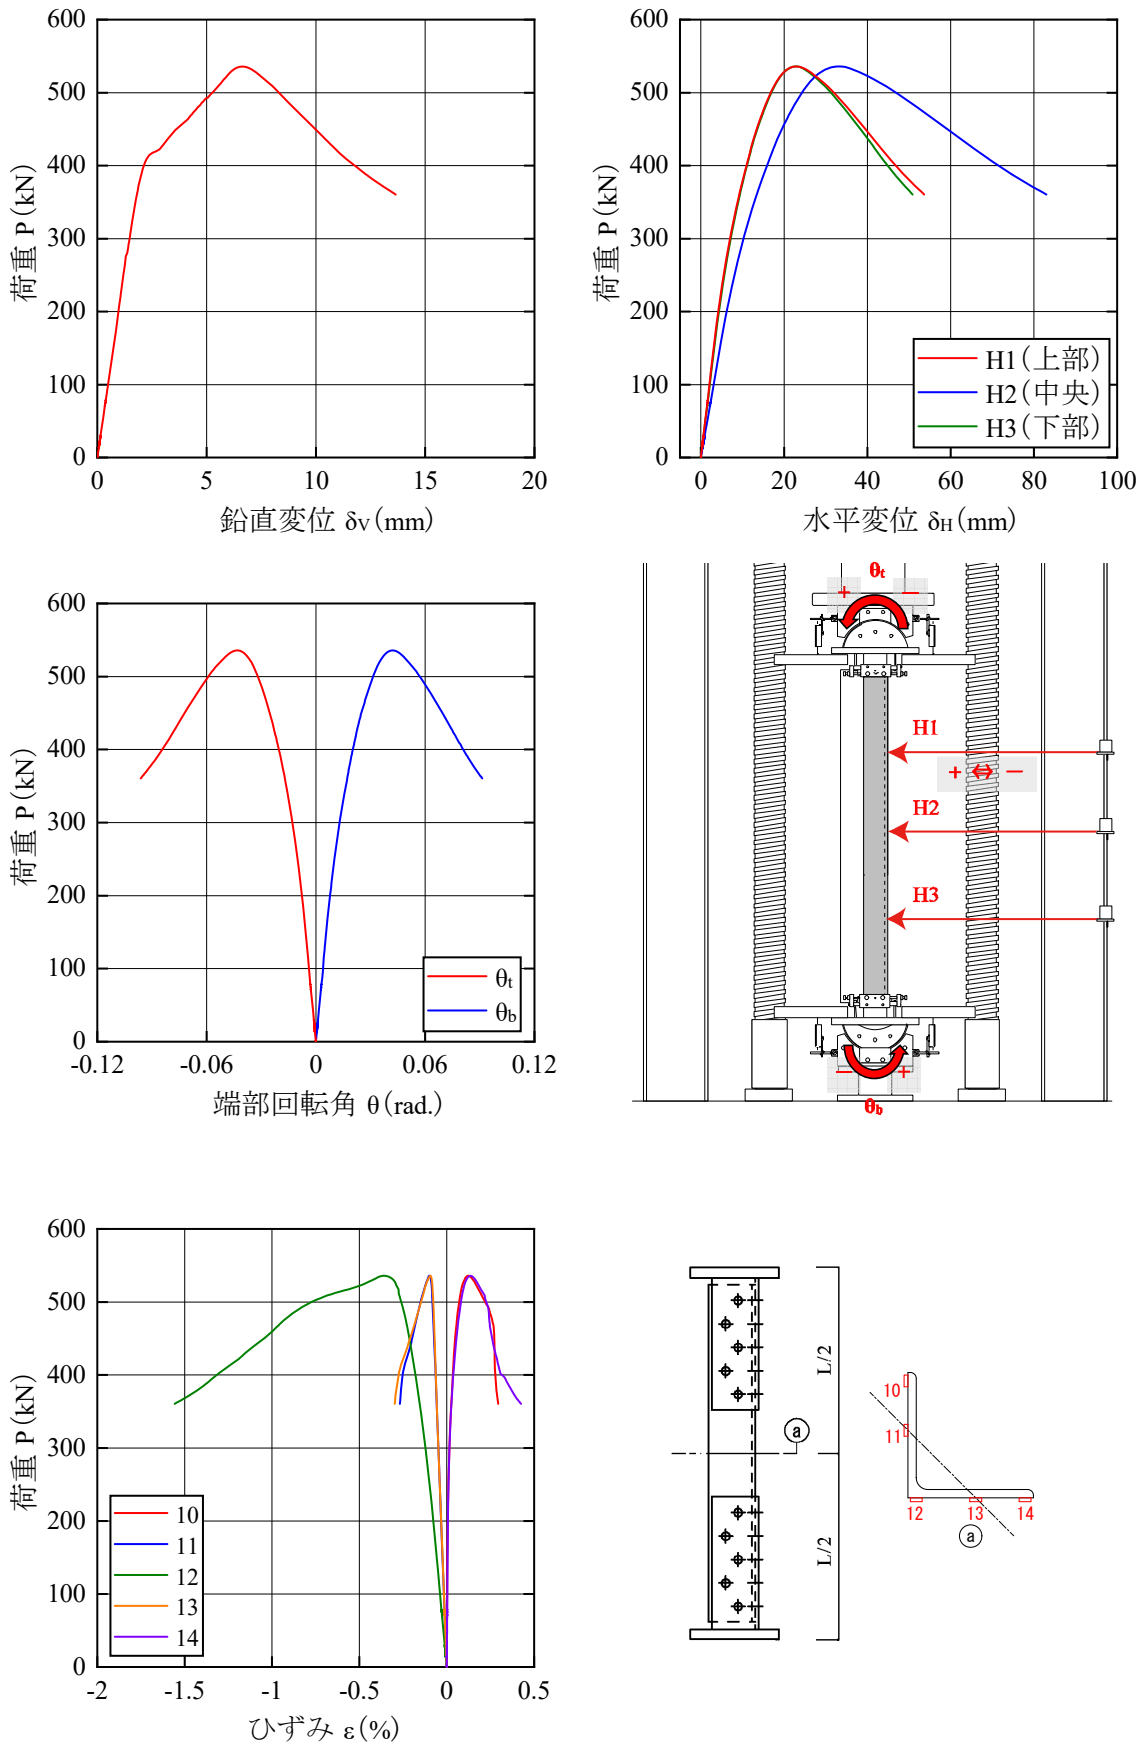 600
500
400
300
200
100
0
荷重 P(kN)
0 5 10 15 20
鉛直変位 δV(mm)
600
500
400
300
200
100
0
荷重 P(kN)
H1(上部)
H2(中央)
H3(下部)
0 20 40 60 80 100
水平変位 δH(mm)
600
500
400
300
200
100
0
荷重 P(kN)
θt
θb
-0.12 -0.06 0 0.06 0.12
端部回転角 θ(rad.)
θt
+ −
H1
+ ⇔ −
H2
H3
− +
θb
600
500
400
300
200
100
0
荷重 P(kN)
10
11
12
13
14
-2 -1.5 -1 -0.5 0 0.5
ひずみ ε(%)
L/2
a
L/2
10
11
12 13 14
a